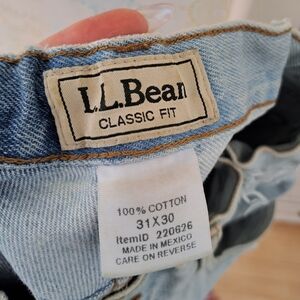 L.L.Bean
CLASSIC FIT
100% COTTON
31X30
ItemID 220626
MADE IN MEXICO
CARE ON REVERSE